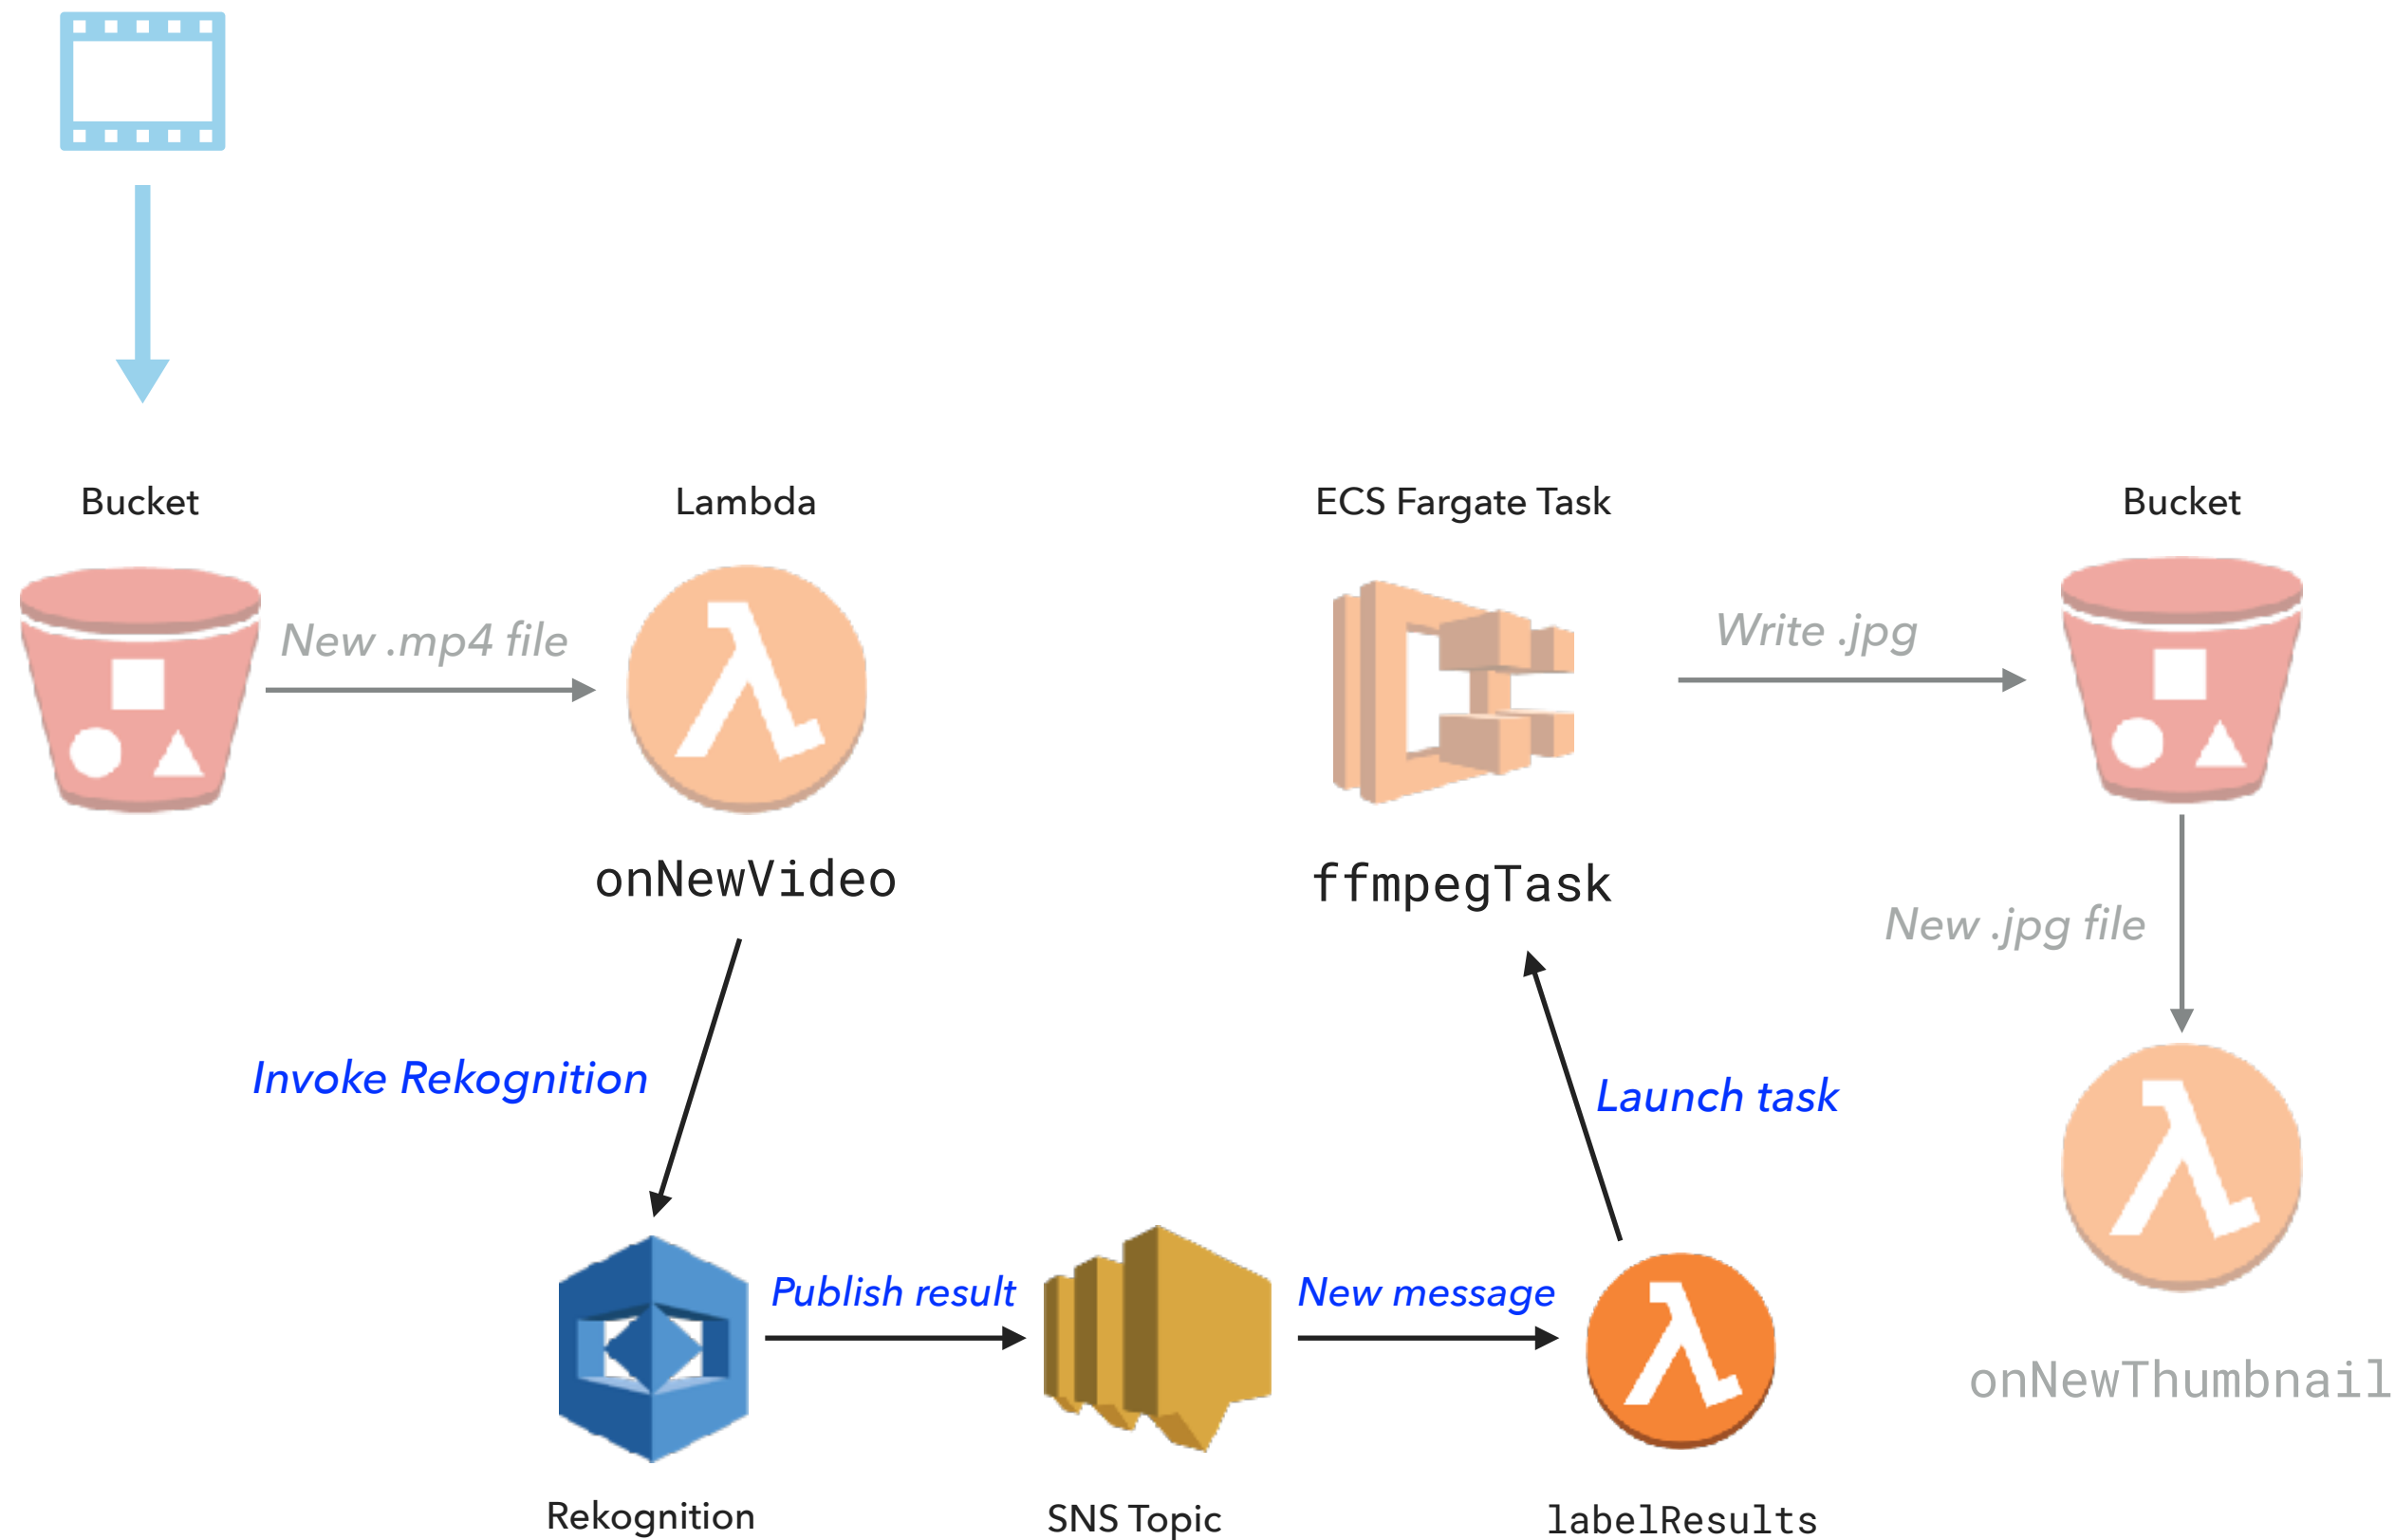 Bucket
Lambda
ECS Fargate Task
Bucket
New .mp4 file
Write .jpg
onNewVideo
ffmpegTask
New .jpg file
Invoke Rekognition
Launch task
Publish result
New message
onNewThumbnail
Rekognition
SNS Topic
labelResults